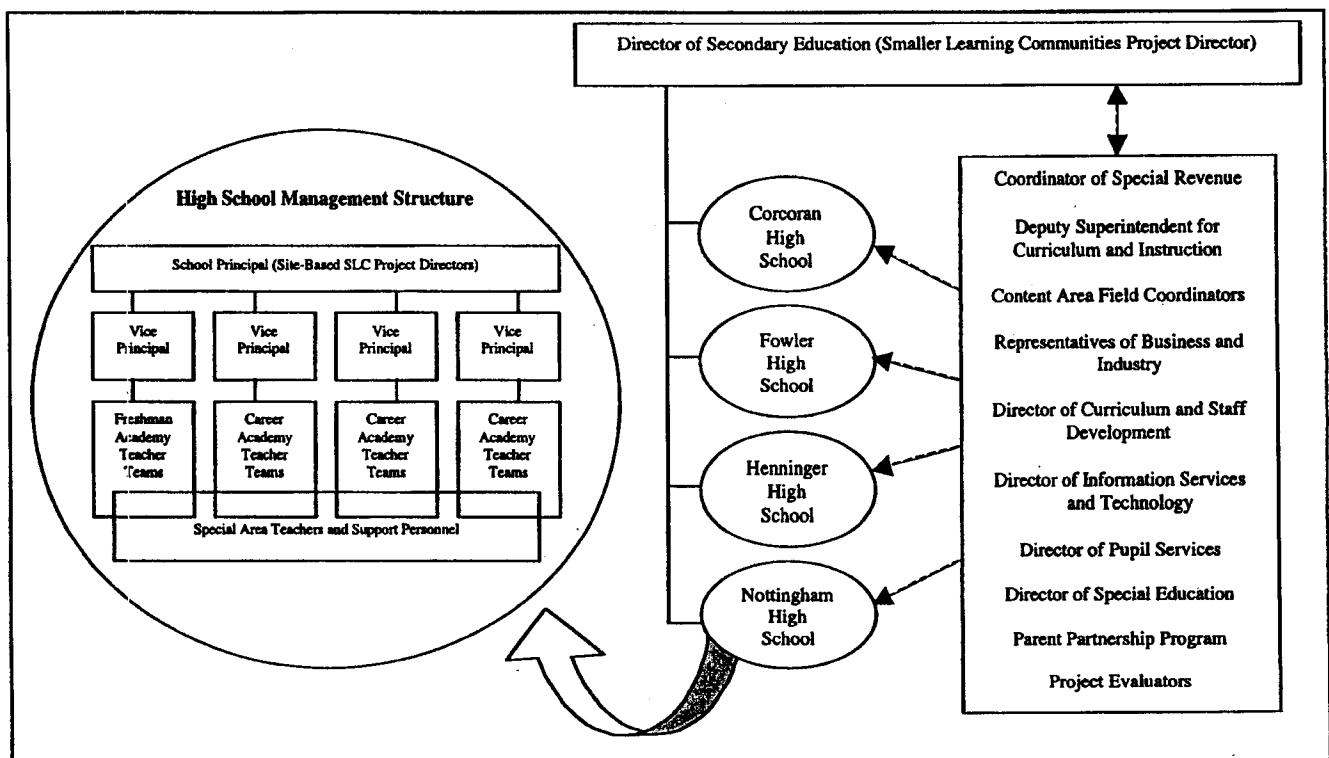 Director of Secondary Education (Smaller Learning Communities Project Director)
High School Management Structure
School Principal (Site-Based SLC Project Directors)
Vice
Principal
Vice
Principal
Vice
Principal
Vice
Principal
Freshman
Academy
Teacher
Teams
Career
Academy
Teacher
Teams
Career
Academy
Teacher
Teams
Career
Academy
Teacher
Teams
Special Area Teachers and Support Personnel
Corcoran
High
School
Fowler
High
School
Henninger
High
School
Nottingham
High
School
Coordinator of Special Revenue
Deputy Superintendent for
Curriculum and Instruction
Content Area Field Coordinators
Representatives of Business and
Industry
Director of Curriculum and Staff
Development
Director of Information Services
and Technology
Director of Pupil Services
Director of Special Education
Parent Partnership Program
Project Evaluators